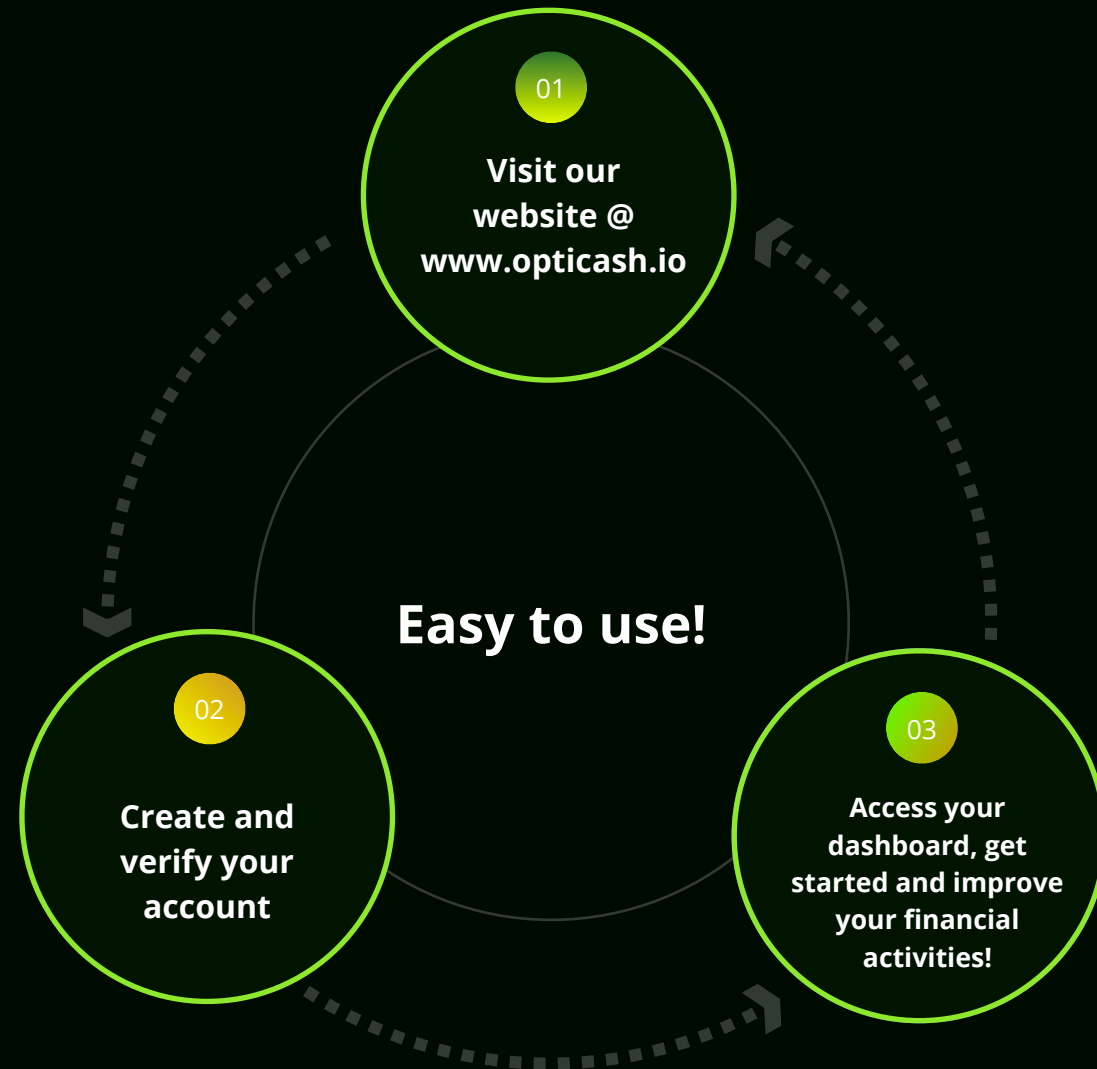 01
Visit our
website @
www.opticash.io
Easy to use!
02
Create and
verify your
account
03
Access your
dashboard, get
started and improve
your financial
activities!